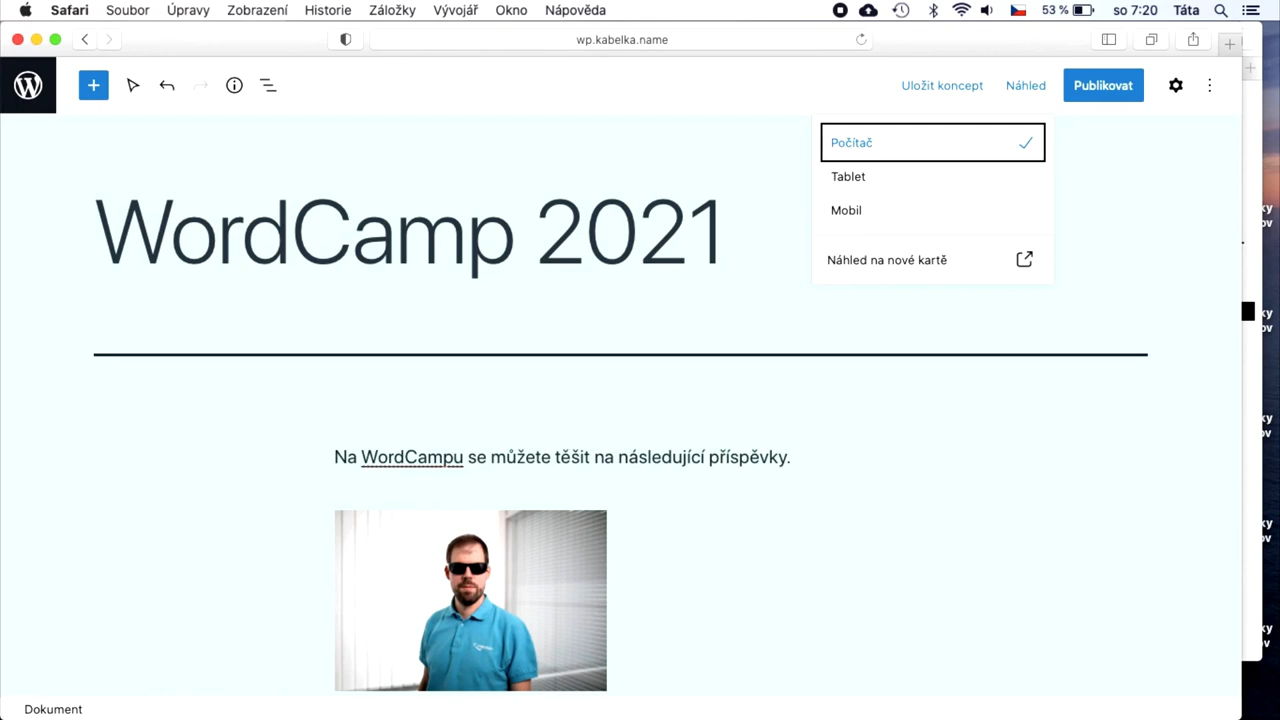 Safari Soubor Úpravy Zobrazení Historie Záložky Vývojář Okno Nápověda 53 % so 7:20 Táta
wp.kabelka.name
Uložit koncept Náhled Publikovat
Počítač
Tablet
Mobil
Náhled na nové kartě
WordCamp 2021
Na WordCampu se můžete těšit na následující příspěvky.
Dokument